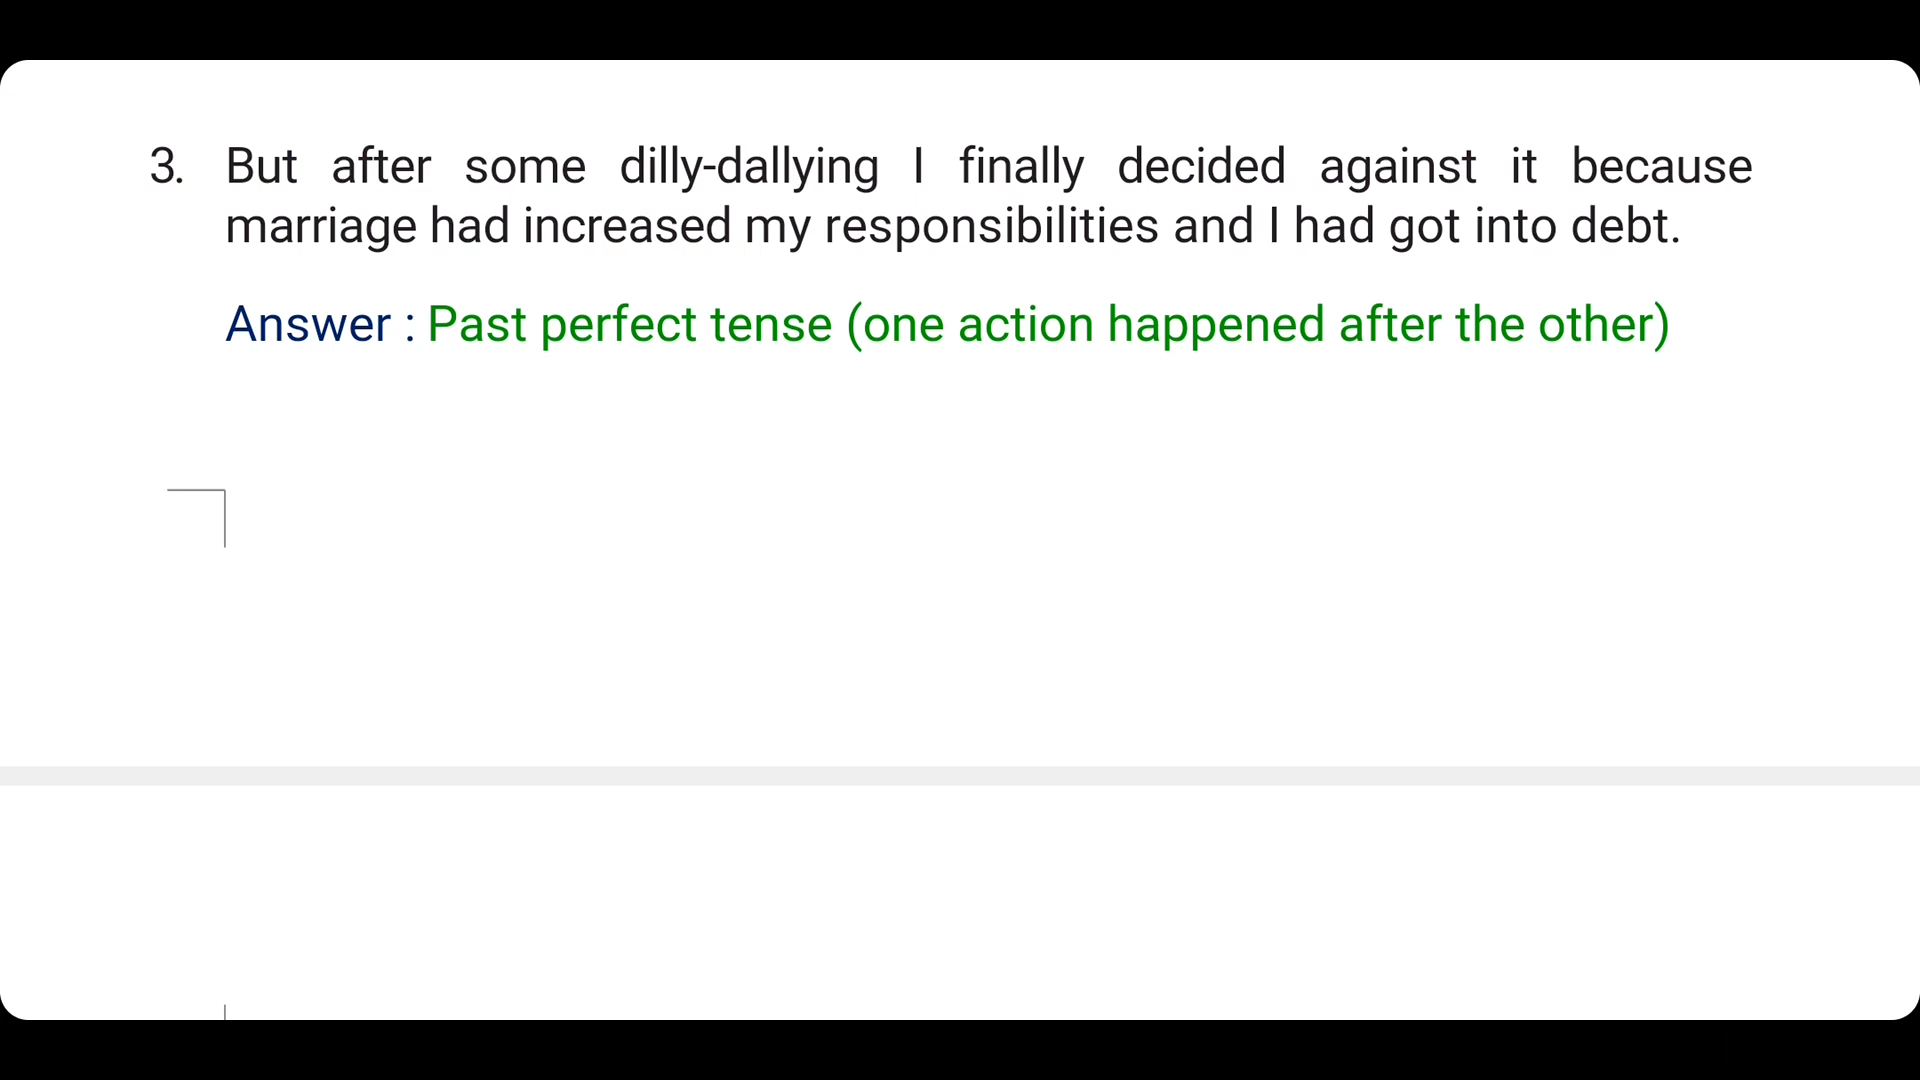 3. But after some dilly-dallying I finally decided against it because
marriage had increased my responsibilities and I had got into debt.
Answer : Past perfect tense (one action happened after the other)